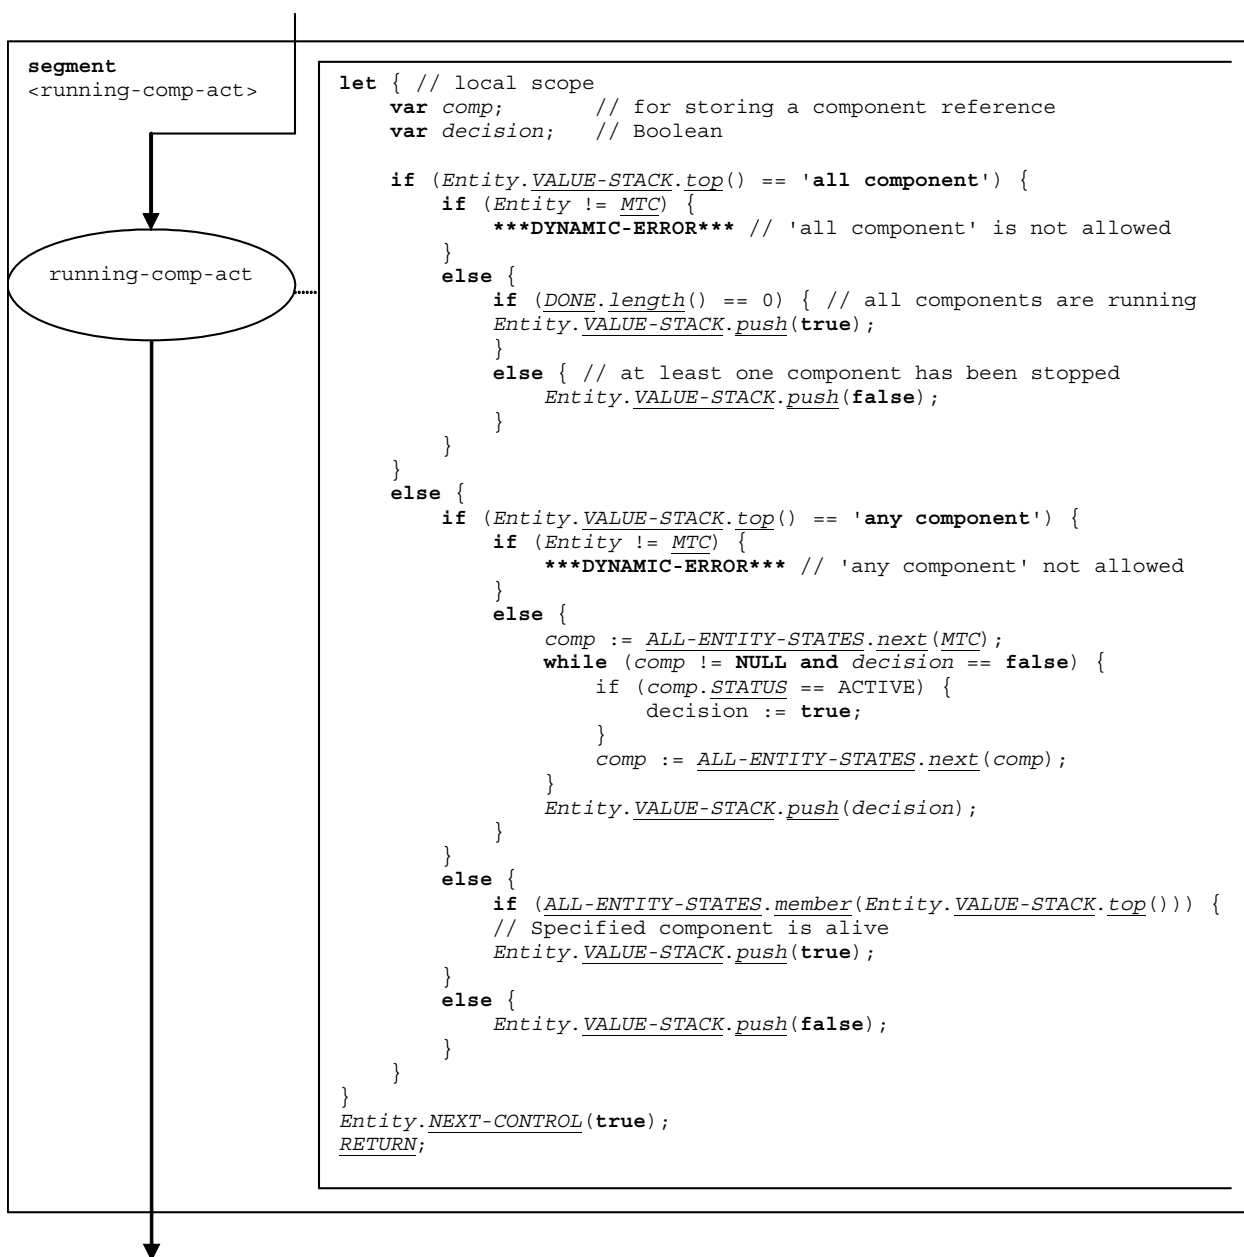 segment
<running-comp-act>
running-comp-act
let { // local scope
    var comp;       // for storing a component reference
    var decision;   // Boolean

    if (Entity.VALUE-STACK.top() == 'all component') {
        if (Entity != MTC) {
            ***DYNAMIC-ERROR*** // 'all component' is not allowed
        }
        else {
            if (DONE.length() == 0) { // all components are running
            Entity.VALUE-STACK.push(true);
            }
            else { // at least one component has been stopped
                Entity.VALUE-STACK.push(false);
            }
        }
    }
    else {
        if (Entity.VALUE-STACK.top() == 'any component') {
            if (Entity != MTC) {
                ***DYNAMIC-ERROR*** // 'any component' not allowed
            }
            else {
                comp := ALL-ENTITY-STATES.next(MTC);
                while (comp != NULL and decision == false) {
                    if (comp.STATUS == ACTIVE) {
                        decision := true;
                    }
                    comp := ALL-ENTITY-STATES.next(comp);
                }
                Entity.VALUE-STACK.push(decision);
            }
        }
        else {
            if (ALL-ENTITY-STATES.member(Entity.VALUE-STACK.top())) {
            // Specified component is alive
            Entity.VALUE-STACK.push(true);
        }
        else {
            Entity.VALUE-STACK.push(false);
        }
    }
}
Entity.NEXT-CONTROL(true);
RETURN;